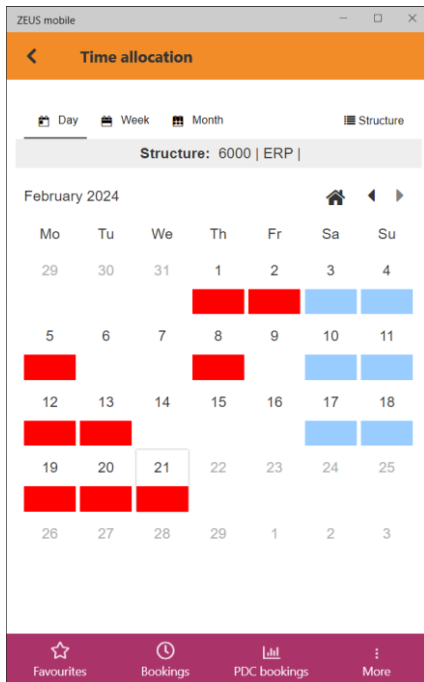 ZEUS mobile
Time allocation
Day Week Month Structure
Structure: 6000 | ERP |
February 2024
Mo Tu We Th Fr Sa Su
29 30 31 1 2 3 4
5 6 7 8 9 10 11
12 13 14 15 16 17 18
19 20 21 22 23 24 25
26 27 28 29 1 2 3
Favourites Bookings PDC bookings More